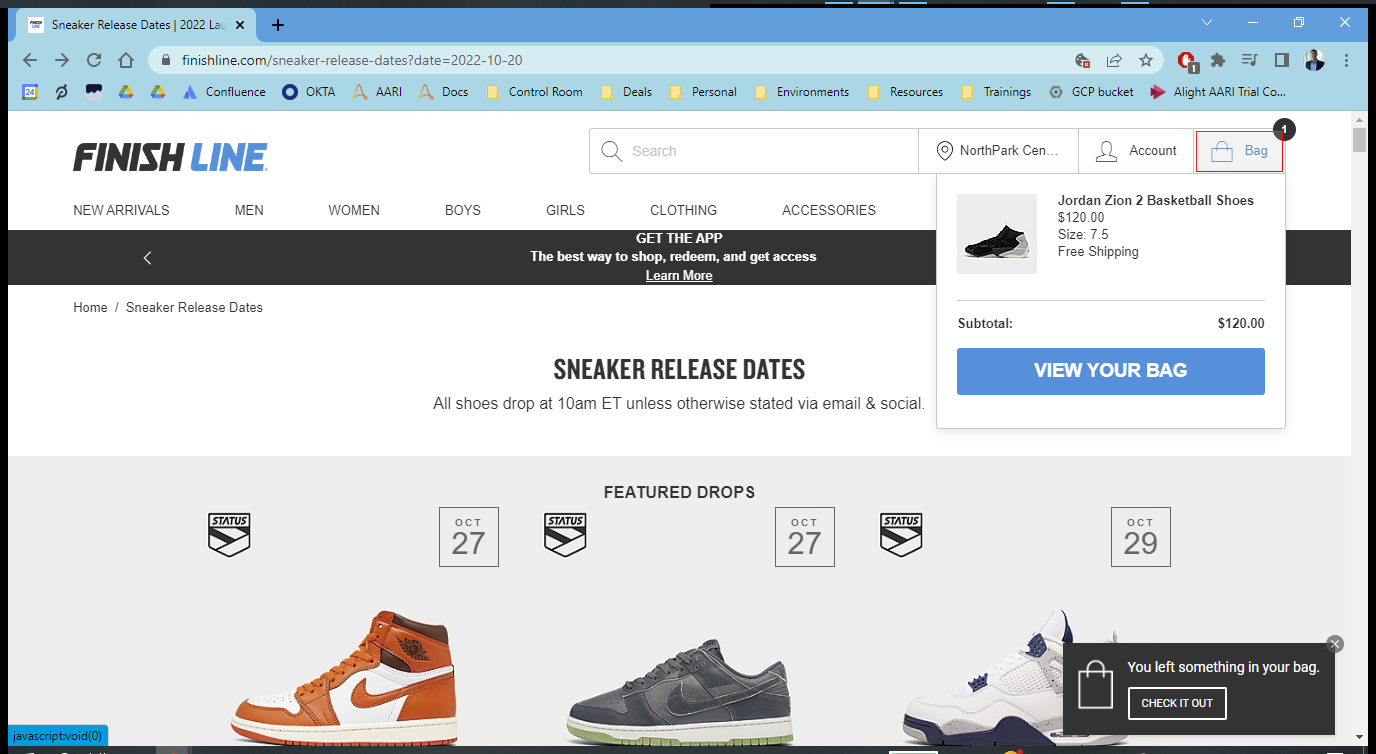 Sneaker Release Dates | 2022 Lau
finishline.com/sneaker-release-dates?date=2022-10-20
1
24
Confluence
OKTA
AARI
Docs
Control Room
Deals
Personal
Environments
Resources
Trainings
GCP bucket
Alight AARI Trial Co...
FINISH LINE
Search
NorthPark Cen...
Account
Bag
1
NEW ARRIVALS
MEN
WOMEN
BOYS
GIRLS
CLOTHING
ACCESSORIES
GET THE APP
The best way to shop, redeem, and get access
Learn More
Jordan Zion 2 Basketball Shoes
$120.00
Size: 7.5
Free Shipping
Subtotal: $120.00
VIEW YOUR BAG
Home / Sneaker Release Dates
SNEAKER RELEASE DATES
All shoes drop at 10am ET unless otherwise stated via email & social.
FEATURED DROPS
STATUS
OCT
27
STATUS
OCT
27
STATUS
OCT
29
You left something in your bag.
CHECK IT OUT
javascript:void(0)